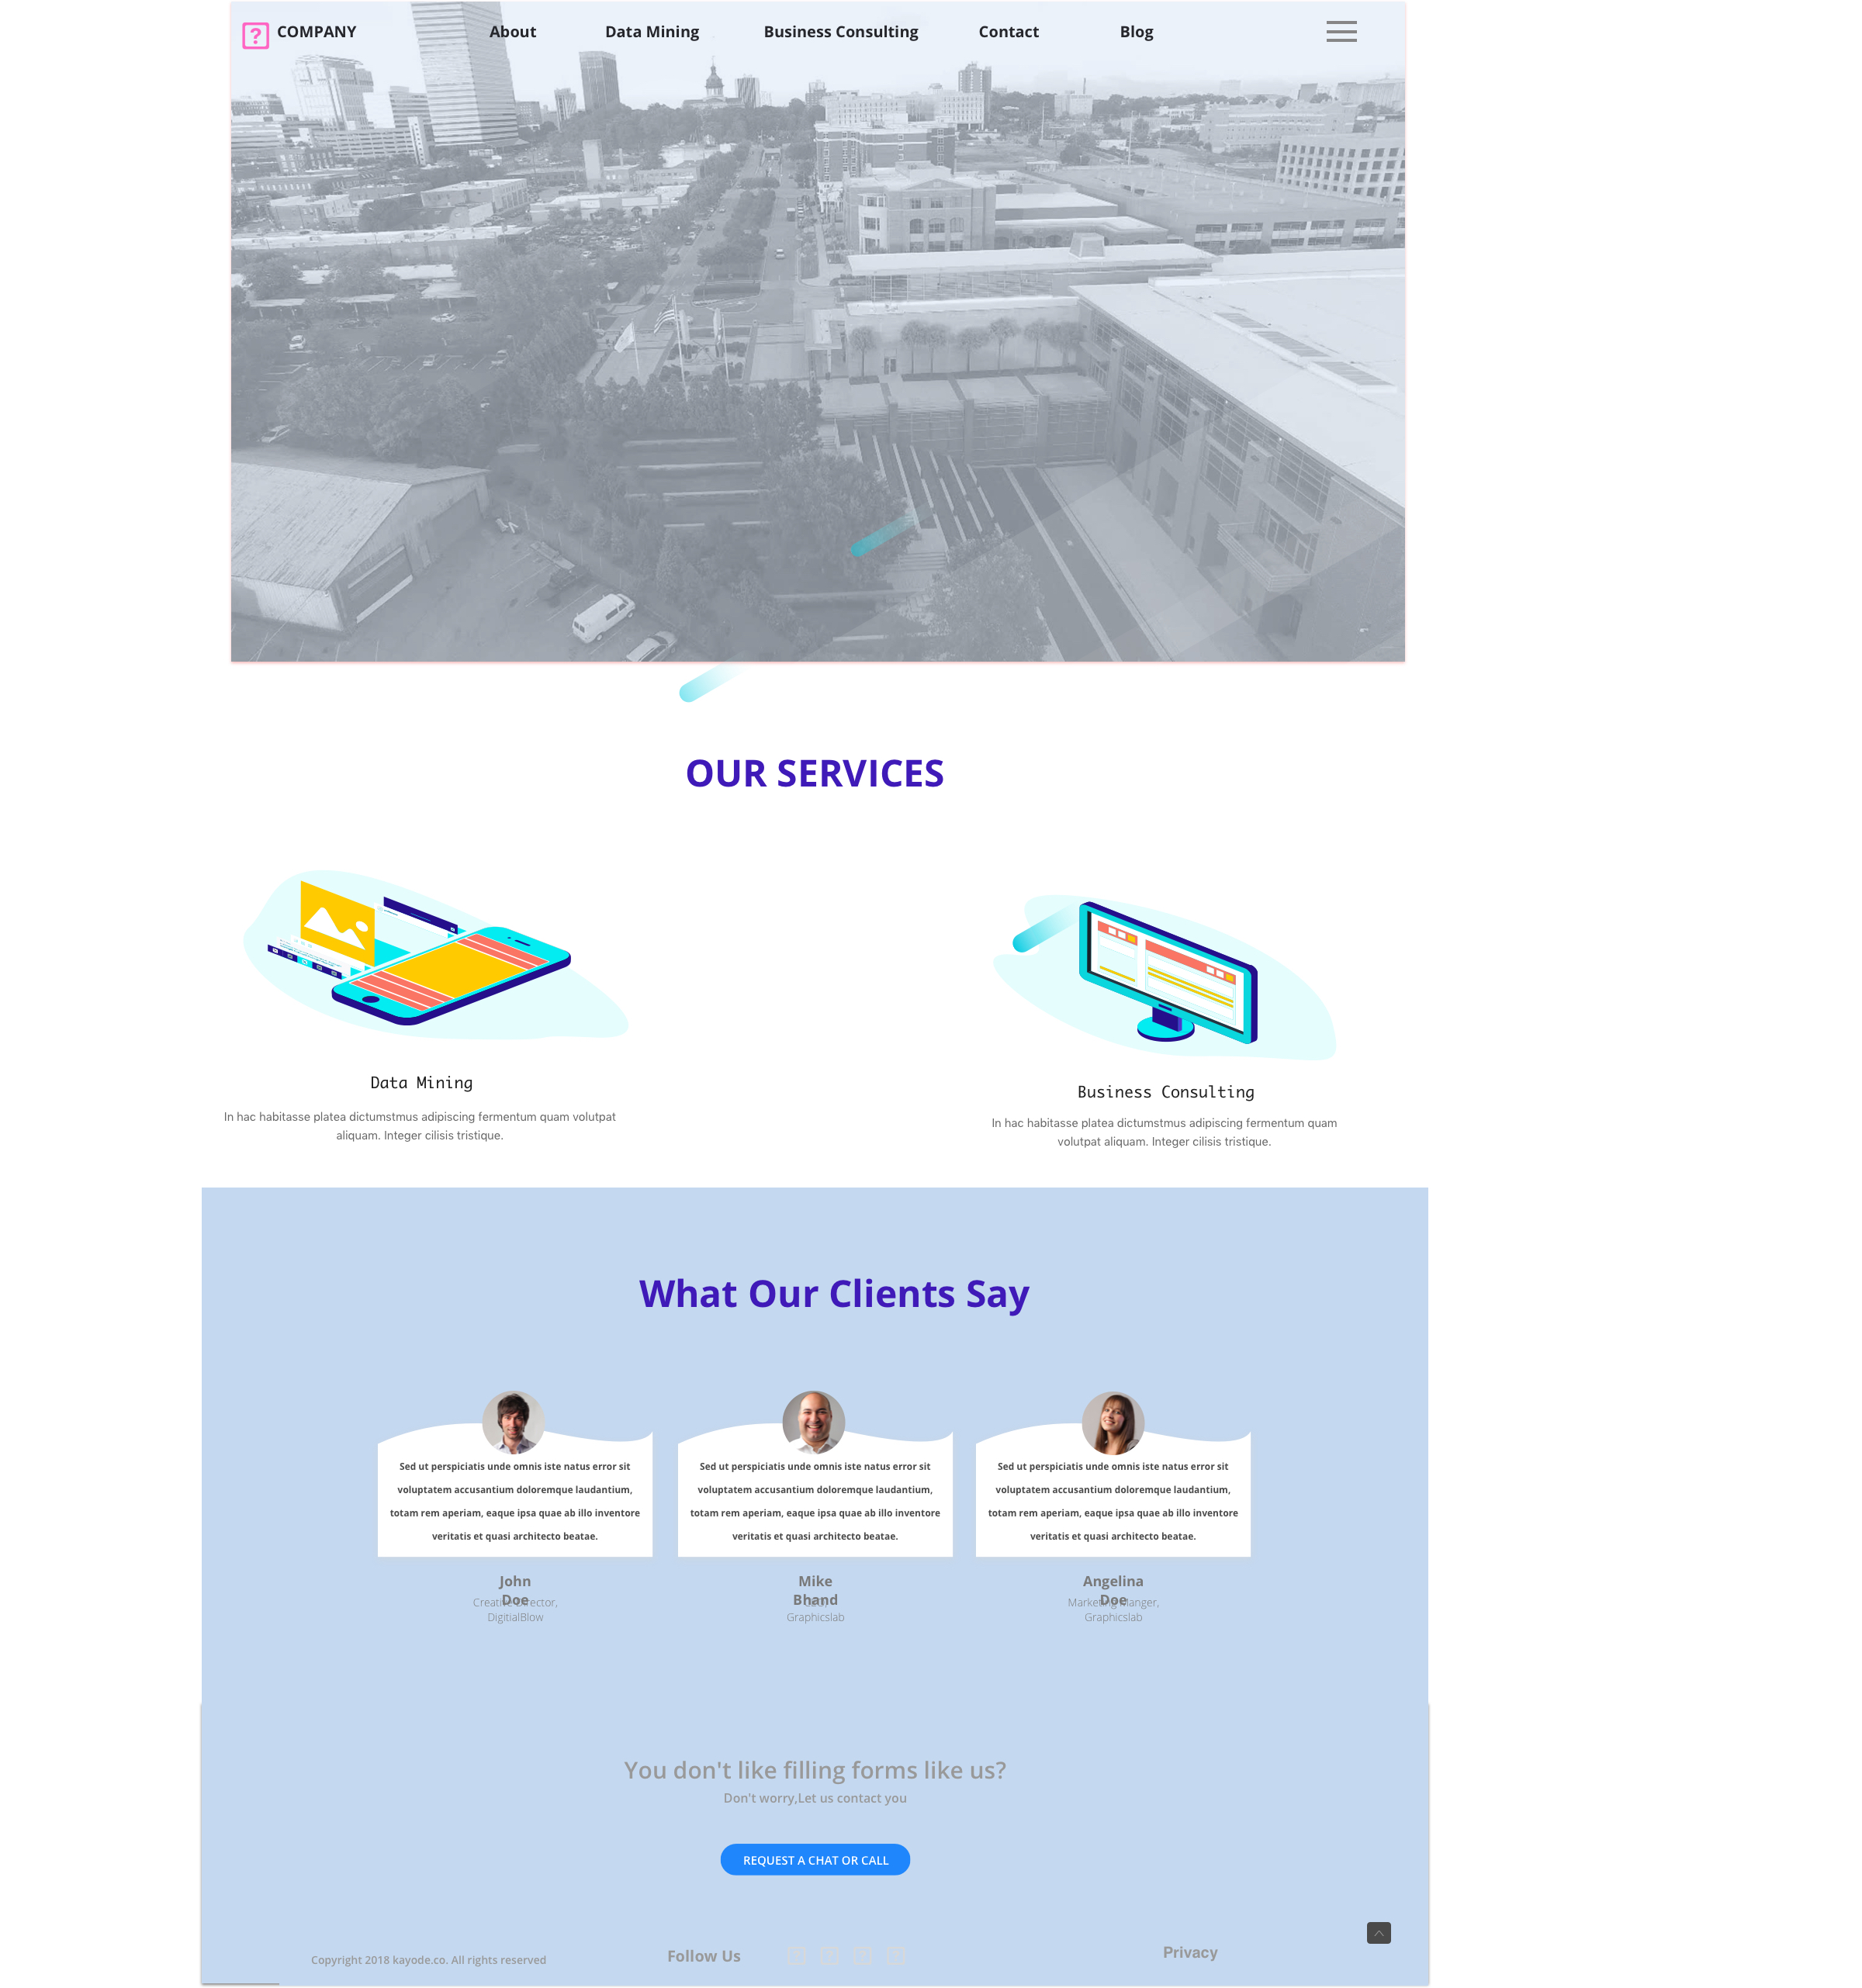 COMPANY
About
Data Mining
Business Consulting
Contact
Blog
OUR SERVICES
Data Mining
In hac habitasse platea dictumstmus adipiscing fermentum quam volutpat
aliquam. Integer cilisis tristique.
Business Consulting
In hac habitasse platea dictumstmus adipiscing fermentum quam
volutpat aliquam. Integer cilisis tristique.
What Our Clients Say
Sed ut perspiciatis unde omnis iste natus error sit
voluptatem accusantium doloremque laudantium,
totam rem aperiam, eaque ipsa quae ab illo inventore
veritatis et quasi architecto beatae.
John
Doe
Creative Director,
DigitialBlow
Sed ut perspiciatis unde omnis iste natus error sit
voluptatem accusantium doloremque laudantium,
totam rem aperiam, eaque ipsa quae ab illo inventore
veritatis et quasi architecto beatae.
Mike
Bhand
Graphicslab
Sed ut perspiciatis unde omnis iste natus error sit
voluptatem accusantium doloremque laudantium,
totam rem aperiam, eaque ipsa quae ab illo inventore
veritatis et quasi architecto beatae.
Angelina
Doe
Marketing Manger,
Graphicslab
You don't like filling forms like us?
Don't worry,Let us contact you
REQUEST A CHAT OR CALL
Copyright 2018 kayode.co. All rights reserved
Follow Us
Privacy